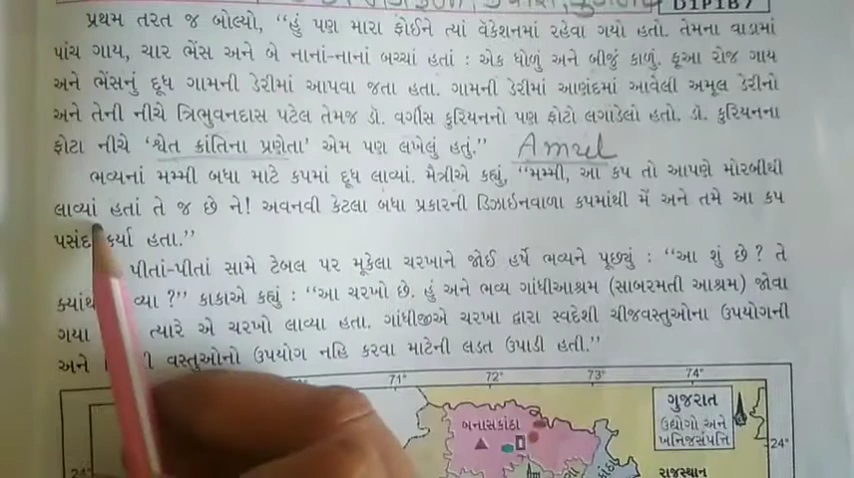 D1P1B7
પ્રથમ તરત જ બોલ્યો, “હું પણ મારા ફોઈને ત્યાં વૅકેશનમાં રહેવા ગયો હતો. તેમના વાડામાં
પાંચ ગાય, ચાર ભેંસ અને બે નાનાં-નાનાં બચ્ચાં હતાં : એક ધોળું અને બીજું કાળું. ફૂઆ રોજ ગાય
અને ભેંસનું દૂધ ગામની ડેરીમાં આપવા જતા હતા. ગામની ડેરીમાં આણંદમાં આવેલી અમૂલ ડેરીનો
અને તેની નીચે ત્રિભુવનદાસ પટેલ તેમજ ડૉ. વર્ગીસ કુરિયનનો પણ ફોટો લગાડેલો હતો. ડૉ. કુરિયનના
ફોટા નીચે ‘શ્વેત ક્રાંતિના પ્રણેતા’ એમ પણ લખેલું હતું.” Amul
ભવ્યનાં મમ્મી બધા માટે કપમાં દૂધ લાવ્યાં. મૈત્રીએ કહ્યું, “મમ્મી, આ કપ તો આપણે મોરબીથી
લાવ્યાં હતાં તે જ છે ને! અવનવી કેટલા બધા પ્રકારની ડિઝાઈનવાળા કપમાંથી મેં અને તમે આ કપ
હતા.”
પીતાં-પીતાં સામે ટેબલ પર મૂકેલા ચરખાને જોઈ હર્ષે ભવ્યને પૂછ્યું : “આ શું છે ? તે
કાકાએ કહ્યું : “આ ચરખો છે. હું અને ભવ્ય ગાંધીઆશ્રમ (સાબરમતી આશ્રમ) જોવા
ગયા ત્યારે એ ચરખો લાવ્યા હતા. ગાંધીજીએ ચરખા દ્વારા સ્વદેશી ચીજવસ્તુઓના ઉપયોગની
અને વસ્તુઓનો ઉપયોગ નહિ કરવા માટેની લડત ઉપાડી હતી.”
71° 72° 73° 74°
ગુજરાત
ઉદ્યોગો અને
ખનિજસંપત્તિ
બનાસકાંઠા
24° 24°
રાજસ્થાન